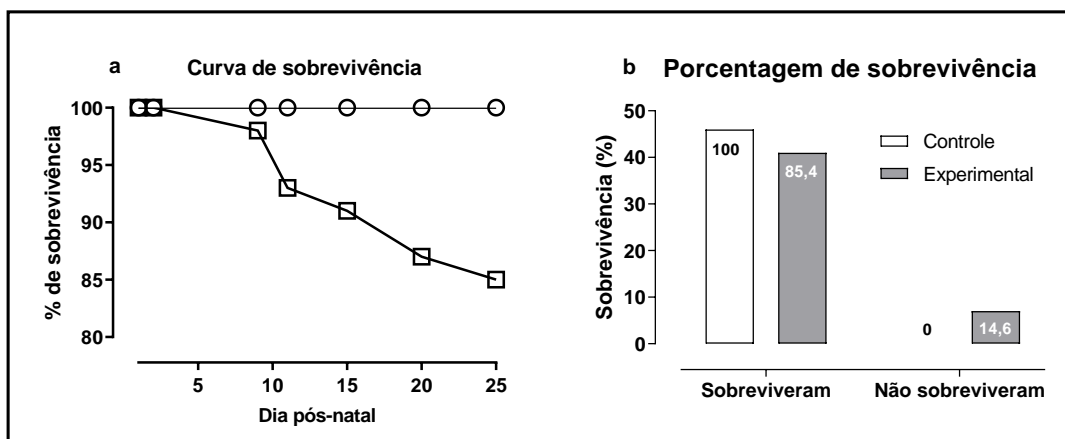 a
Curva de sobrevivência
% de sobrevivência
100
95
90
85
80
5 10 15 20 25
Dia pós-natal
b
Porcentagem de sobrevivência
Sobrevivência (%)
50
40
30
20
10
0
100
85,4
0
14,6
Controle
Experimental
Sobreviveram
Não sobreviveram